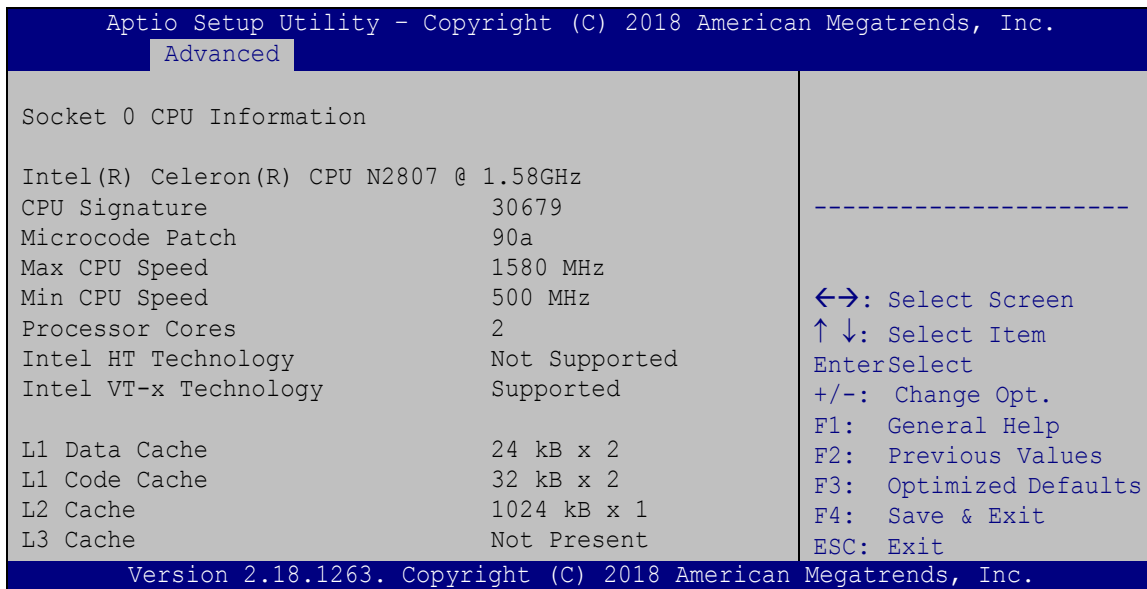 Aptio Setup Utility – Copyright (C) 2018 American Megatrends, Inc.
Advanced
Socket 0 CPU Information
Intel(R) Celeron(R) CPU N2807 @ 1.58GHz
CPU Signature 30679
Microcode Patch 90a
Max CPU Speed 1580 MHz
Min CPU Speed 500 MHz
Processor Cores 2
Intel HT Technology Not Supported
Intel VT-x Technology Supported
L1 Data Cache 24 kB x 2
L1 Code Cache 32 kB x 2
L2 Cache 1024 kB x 1
L3 Cache Not Present
----------------------
←→: Select Screen
↑ ↓: Select Item
EnterSelect
+/-: Change Opt.
F1: General Help
F2: Previous Values
F3: Optimized Defaults
F4: Save & Exit
ESC: Exit
Version 2.18.1263. Copyright (C) 2018 American Megatrends, Inc.